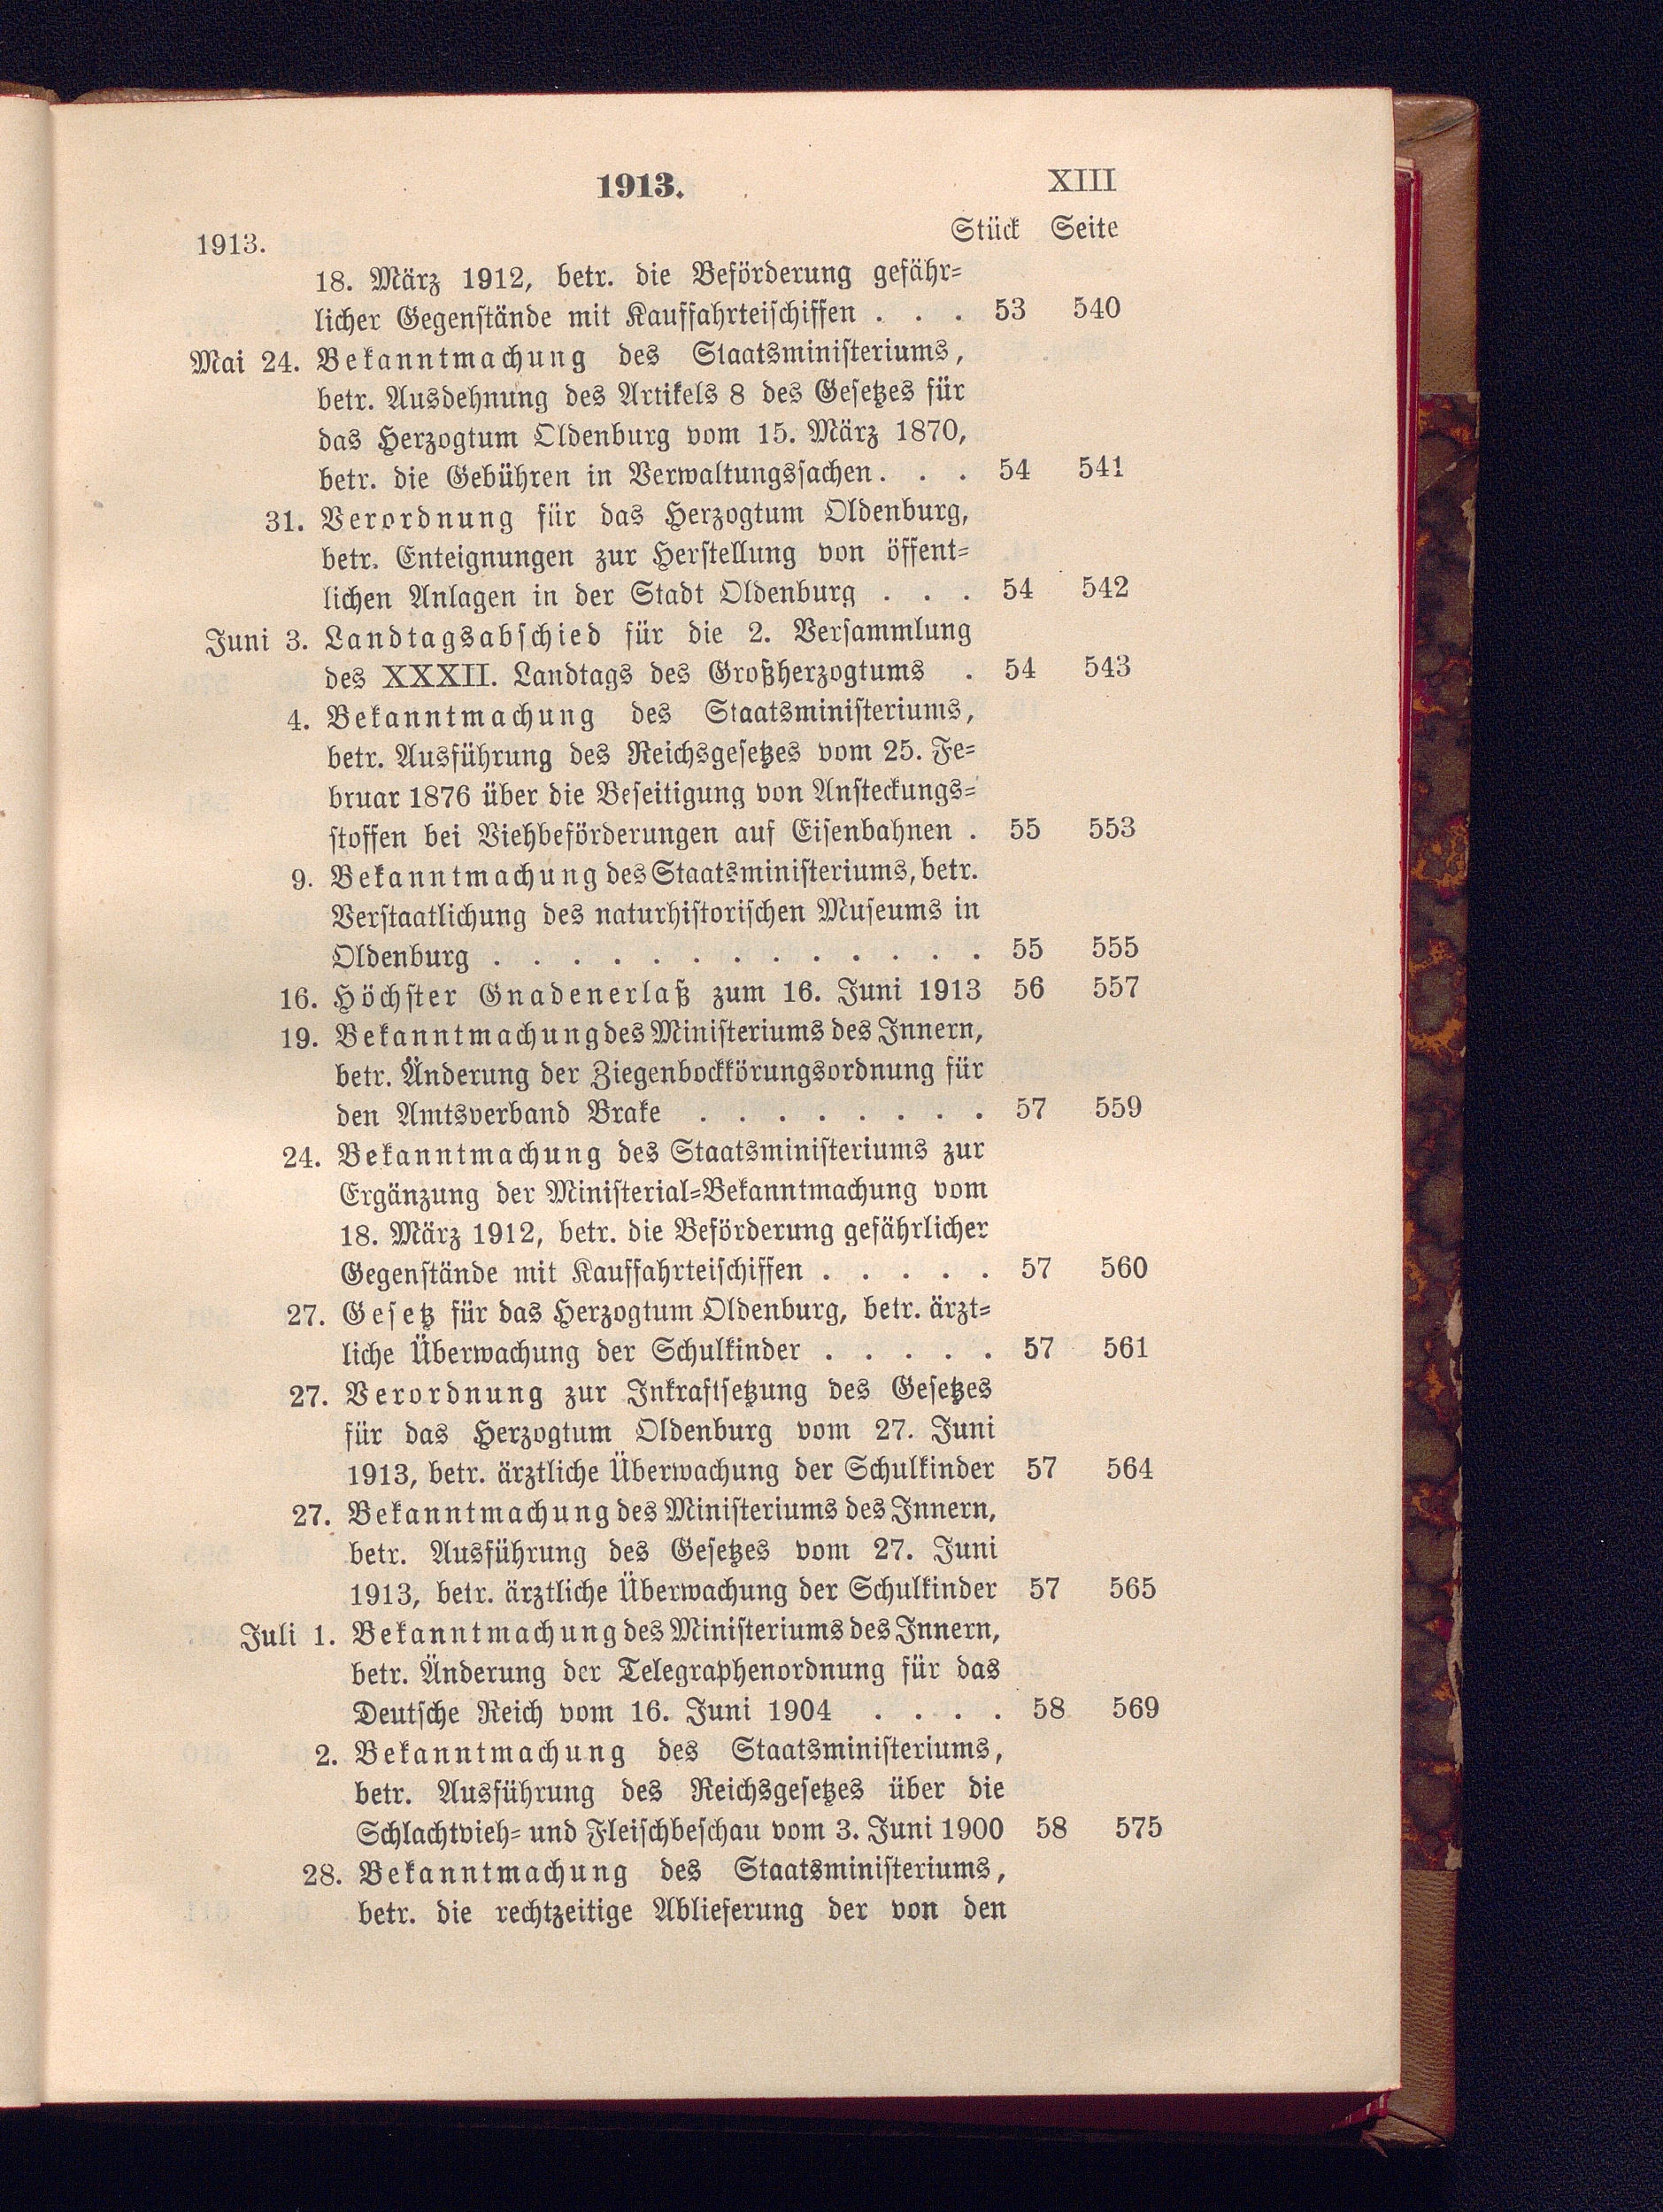 1913. XIII
1913. Stück Seite
18. März 1912, betr. die Beförderung gefähr=
licher Gegenstände mit Kauffahrteischiffen . . . 53 540
Mai 24. Bekanntmachung des Staatsministeriums,
betr. Ausdehnung des Artikels 8 des Gesetzes für
das Herzogtum Oldenburg vom 15. März 1870,
betr. die Gebühren in Verwaltungssachen. . . 54 541
31. Verordnung für das Herzogtum Oldenburg,
betr. Enteignungen zur Herstellung von öffent=
lichen Anlagen in der Stadt Oldenburg . . . 54 542
Juni 3. Landtagsabschied für die 2. Versammlung
des XXXII. Landtags des Großherzogtums . 54 543
4. Bekanntmachung des Staatsministeriums,
betr. Ausführung des Reichsgesetzes vom 25. Fe=
bruar 1876 über die Beseitigung von Ansteckungs=
stoffen bei Viehbeförderungen auf Eisenbahnen . 55 553
9. Bekanntmachung des Staatsministeriums, betr.
Verstaatlichung des naturhistorischen Museums in
Oldenburg . . . . . . . . . . . . . 55 555
16. Höchster Gnadenerlaß zum 16. Juni 1913 56 557
19. Bekanntmachung des Ministeriums des Innern,
betr. Änderung der Ziegenbockkörungsordnung für
den Amtsverband Brake . . . . . . . . 57 559
24. Bekanntmachung des Staatsministeriums zur
Ergänzung der Ministerial=Bekanntmachung vom
18. März 1912, betr. die Beförderung gefährlicher
Gegenstände mit Kauffahrteischiffen . . . . . 57 560
27. Gesetz für das Herzogtum Oldenburg, betr. ärzt=
liche Überwachung der Schulkinder . . . . . 57 561
27. Verordnung zur Inkraftsetzung des Gesetzes
für das Herzogtum Oldenburg vom 27. Juni
1913, betr. ärztliche Überwachung der Schulkinder 57 564
27. Bekanntmachung des Ministeriums des Innern,
betr. Ausführung des Gesetzes vom 27. Juni
1913, betr. ärztliche Überwachung der Schulkinder 57 565
Juli 1. Bekanntmachung des Ministeriums des Innern,
betr. Änderung der Telegraphenordnung für das
Deutsche Reich vom 16. Juni 1904 . . . . 58 569
2. Bekanntmachung des Staatsministeriums,
betr. Ausführung des Reichsgesetzes über die
Schlachtvieh= und Fleischbeschau vom 3. Juni 1900 58 575
28. Bekanntmachung des Staatsministeriums,
betr. die rechtzeitige Ablieferung der von den